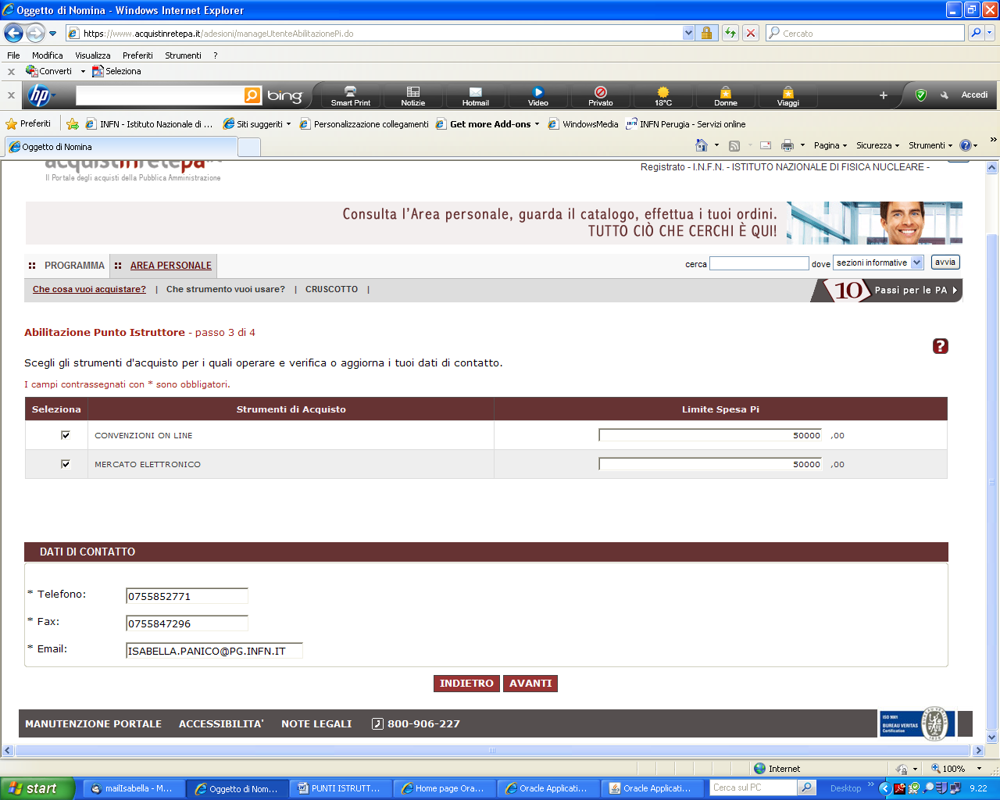 Oggetto di Nomina - Windows Internet Explorer
https://www.acquistinretepa.it/adesioni/manageUtenteAbilitazionePi.do
Cercato
File Modifica Visualizza Preferiti Strumenti ?
x Converti Seleziona
x hp bing Smart Print Notizie Hotmail Video Privato 18°C Donne Viaggi + Accedi
Preferiti INFN - Istituto Nazionale di ... Siti suggeriti Personalizzazione collegamenti Get more Add-ons WindowsMedia INFN Perugia - Servizi online
Oggetto di Nomina Pagina Sicurezza Strumenti »
acquistinretepa
Il Portale degli acquisti della Pubblica Amministrazione
Registrato - I.N.F.N. - ISTITUTO NAZIONALE DI FISICA NUCLEARE -
Consulta l'Area personale, guarda il catalogo, effettua i tuoi ordini.
TUTTO CIÒ CHE CERCHI È QUI!
PROGRAMMA AREA PERSONALE cerca dove sezioni informative avvia
Che cosa vuoi acquistare? | Che strumento vuoi usare? | CRUSCOTTO | 10 Passi per le PA
Abilitazione Punto Istruttore - passo 3 di 4
?
Scegli gli strumenti d'acquisto per i quali operare e verifica o aggiorna i tuoi dati di contatto.
I campi contrassegnati con * sono obbligatori.
Seleziona Strumenti di Acquisto Limite Spesa Pi
CONVENZIONI ON LINE 50000 ,00
MERCATO ELETTRONICO 50000 ,00
DATI DI CONTATTO
* Telefono: 0755852771
* Fax: 0755847296
* Email: ISABELLA.PANICO@PG.INFN.IT
INDIETRO AVANTI
MANUTENZIONE PORTALE ACCESSIBILITA' NOTE LEGALI 800-906-227
ISO 9001
BUREAU VERITAS
Certification
Internet 100%
start mailIsabella - M... Oggetto di Nom... PUNTI ISTRUTT... Home page Ora... Oracle Applicati... Oracle Applicati... Cerca sul PC Desktop » 9.22